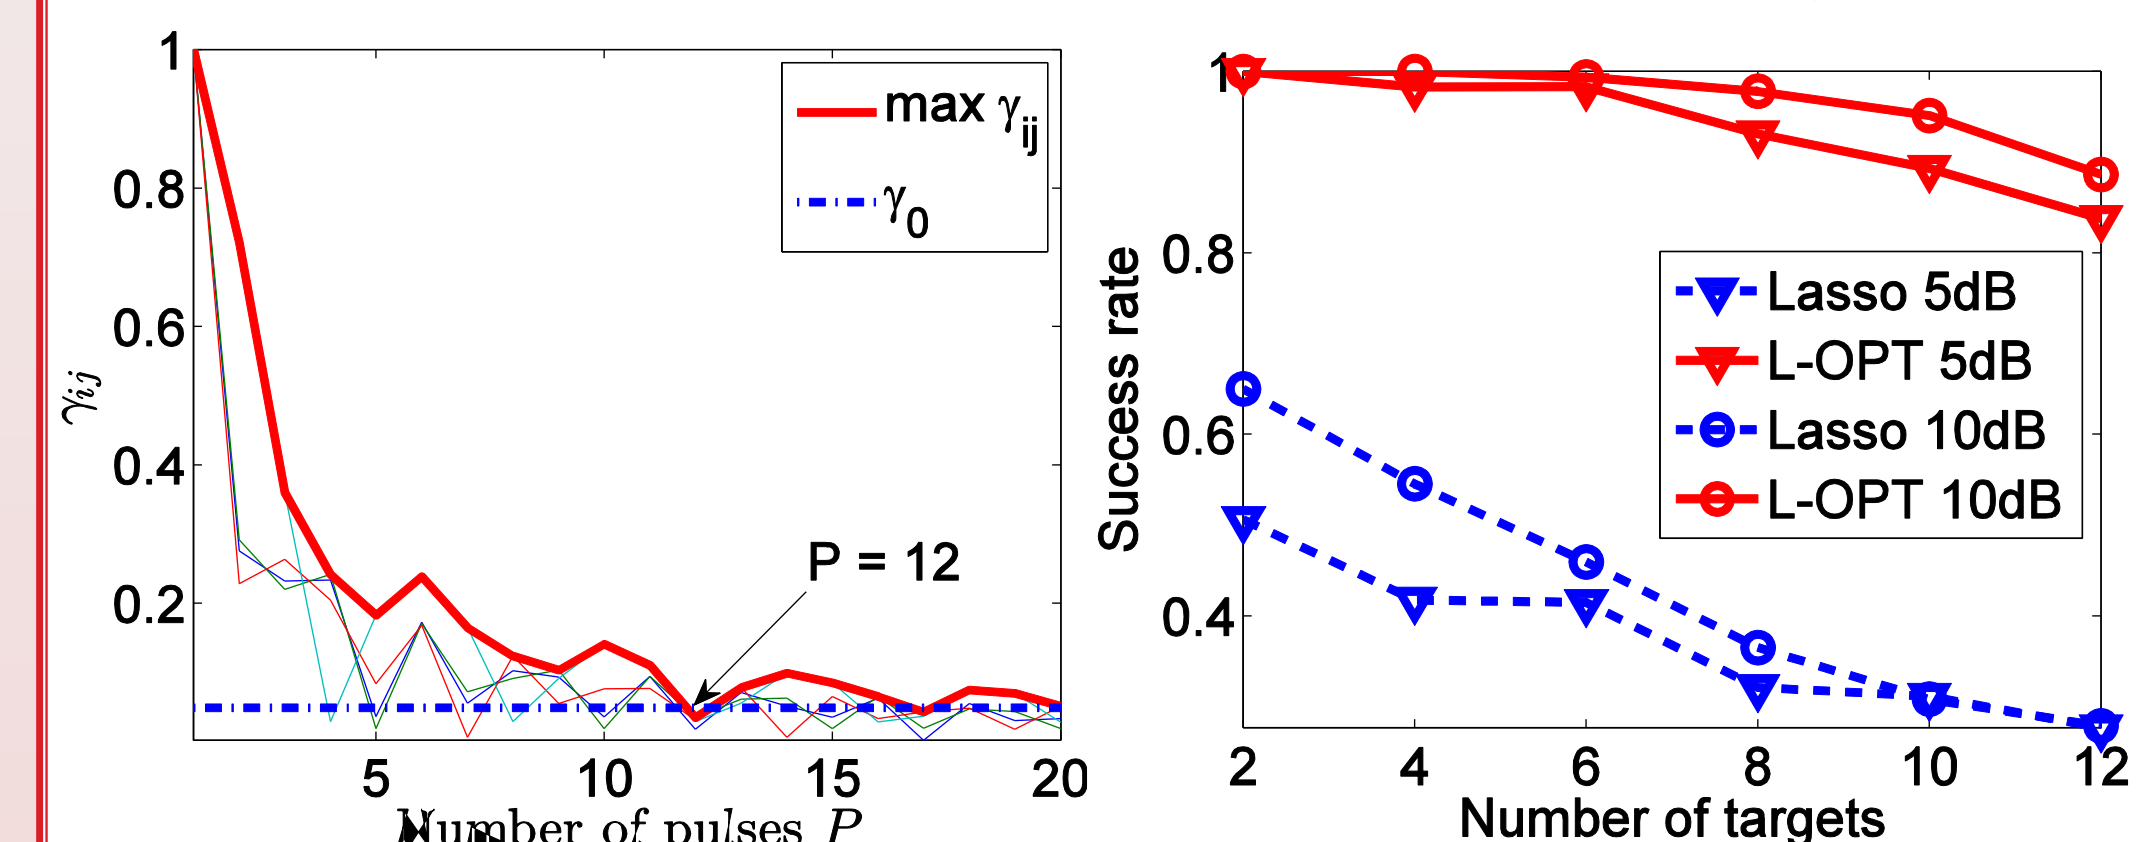 1
0.8
0.6
0.4
0.2
γij
max γij
γ0
P = 12
5 10 15 20
Number of pulses P
1
0.8
0.6
0.4
Success rate
Lasso 5dB
L-OPT 5dB
Lasso 10dB
L-OPT 10dB
2 4 6 8 10 12
Number of targets